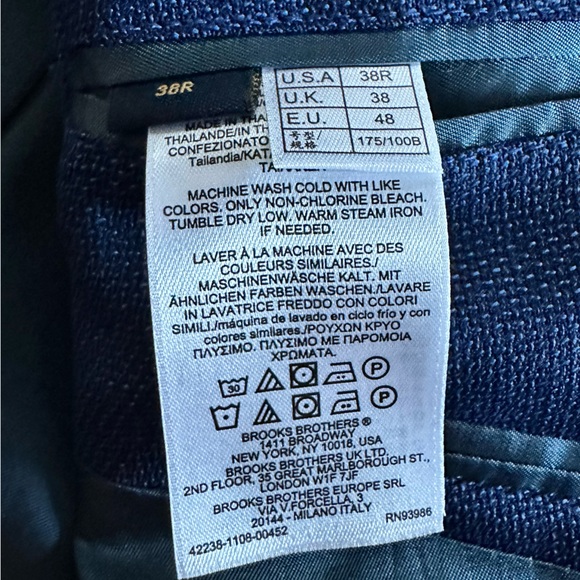 38R
U.S.A 38R
U.K. 38
E.U. 48
号型规格 175/100B
MADE IN
THAILANDE/IN TH
CONFEZIONATO
Tailandia/KATA
MACHINE WASH COLD WITH LIKE
COLORS. ONLY NON-CHLORINE BLEACH.
TUMBLE DRY LOW. WARM STEAM IRON
IF NEEDED.
LAVER À LA MACHINE AVEC DES
COULEURS SIMILAIRES./
MASCHINENWÄSCHE KALT. MIT
ÄHNLICHEN FARBEN WASCHEN./LAVARE
IN LAVATRICE FREDDO CON COLORI
SIMILI./máquina de lavado en ciclo frío y con
colores similares./ΡΟΥΧΩΝ ΚΡΥΟ
ΠΛΥΣΙΜΟ. ΠΛΥΣΙΜΟ ΜΕ ΠΑΡΟΜΟΙΑ
ΧΡΩΜΑΤΑ.
30 P
P
BROOKS BROTHERS ®
1411 BROADWAY
NEW YORK, NY 10018, USA
BROOKS BROTHERS UK LTD
2ND FLOOR, 35 GREAT MARLBOROUGH ST.,
LONDON W1F 7JF
BROOKS BROTHERS EUROPE SRL
VIA V.FORCELLA, 3
20144 - MILANO ITALY
RN93986
42238-1108-00452